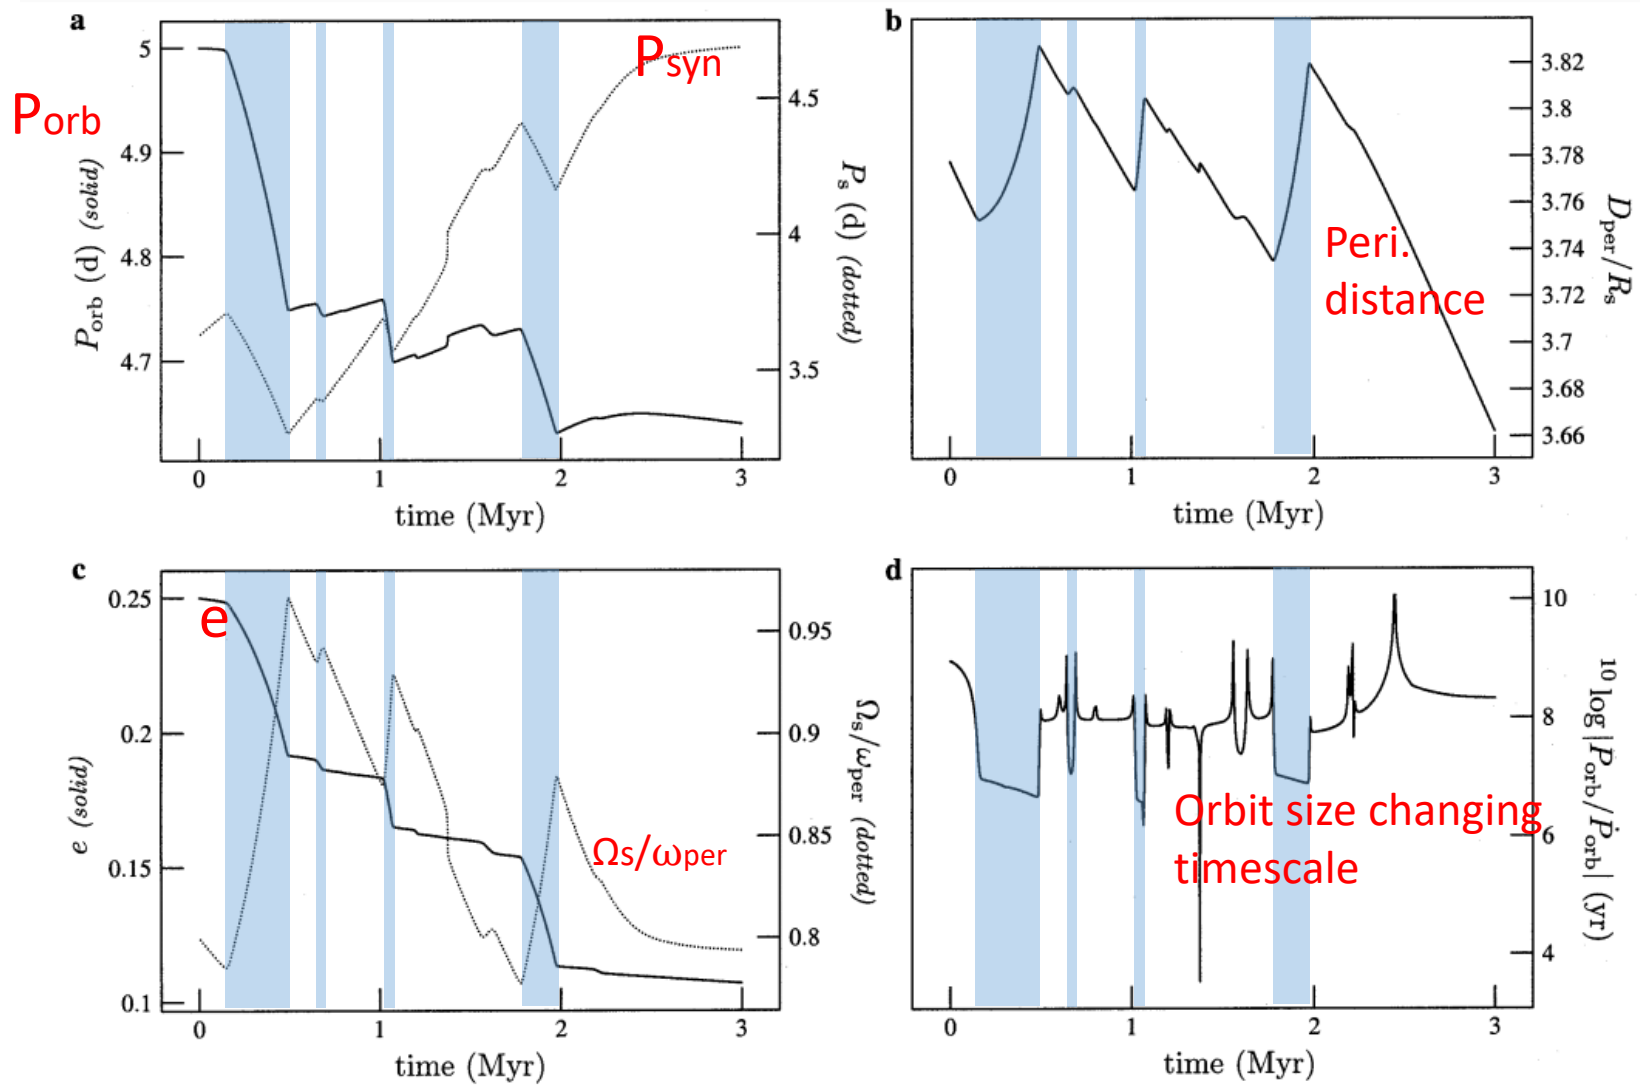 a
Porb
Psyn
5
4.9
4.8
4.7
Porb (d) (solid)
4.5
4
3.5
Ps (d) (dotted)
0
1
2
3
time (Myr)
b
Peri.
distance
3.82
3.8
3.78
3.76
3.74
3.72
3.7
3.68
3.66
Dper/Rs
0
1
2
3
time (Myr)
c
e
Ωs/ωper
0.25
0.2
0.15
0.1
e (solid)
0.95
0.9
0.85
0.8
Ωs/ωper (dotted)
0
1
2
3
time (Myr)
d
Orbit size changing
timescale
10
8
6
4
10log|Porb/Ṗorb| (yr)
0
1
2
3
time (Myr)